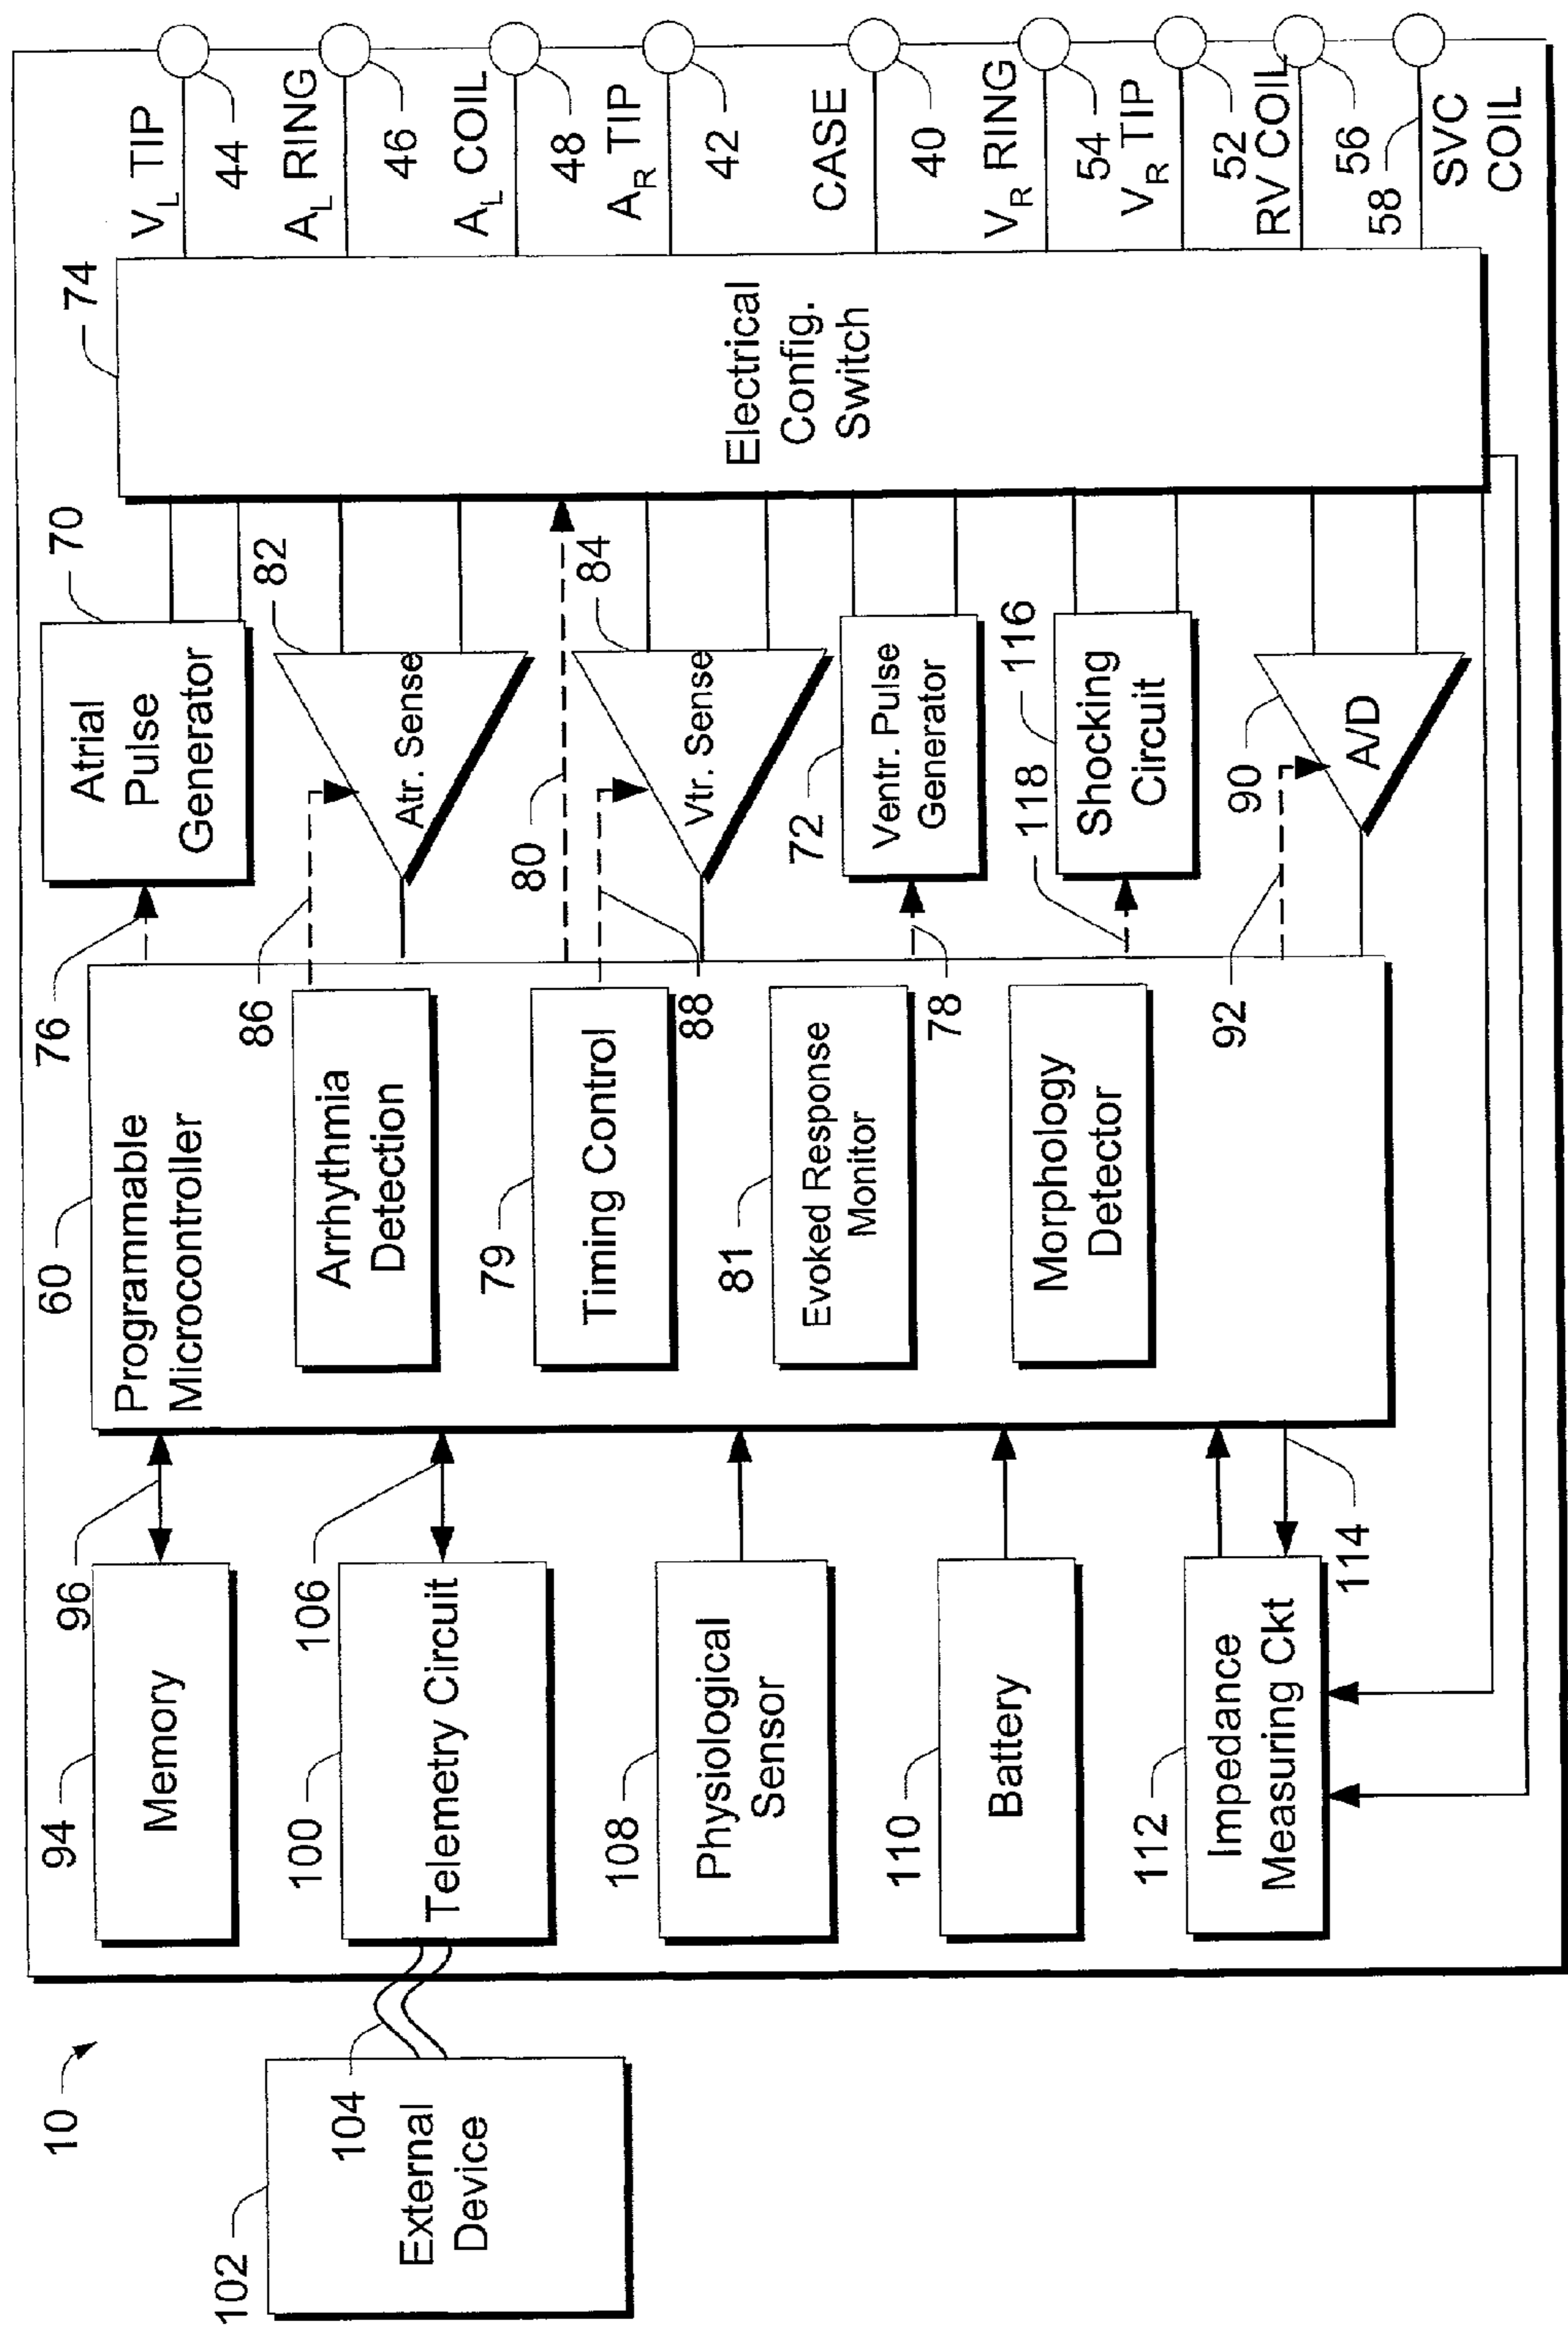 10
102
External
Device
104
94
Memory
96
100
Telemetry Circuit
106
108
Physiological
Sensor
110
Battery
112
Impedance
Measuring Ckt
114
60
Programmable
Microcontroller
Arrhythmia
Detection
79
Timing Control
81
Evoked Response
Monitor
Morphology
Detector
76
86
88
78
92
70
Atrial
Pulse
Generator
82
Atr. Sense
80
84
Vtr. Sense
72
Ventr. Pulse
Generator
118
116
Shocking
Circuit
90
A/D
74
Electrical
Config.
Switch
VL TIP
44
AL RING
46
AL COIL
48
AR TIP
42
CASE
40
VR RING
54
VR TIP
52
RV COIL
56
58
SVC
COIL